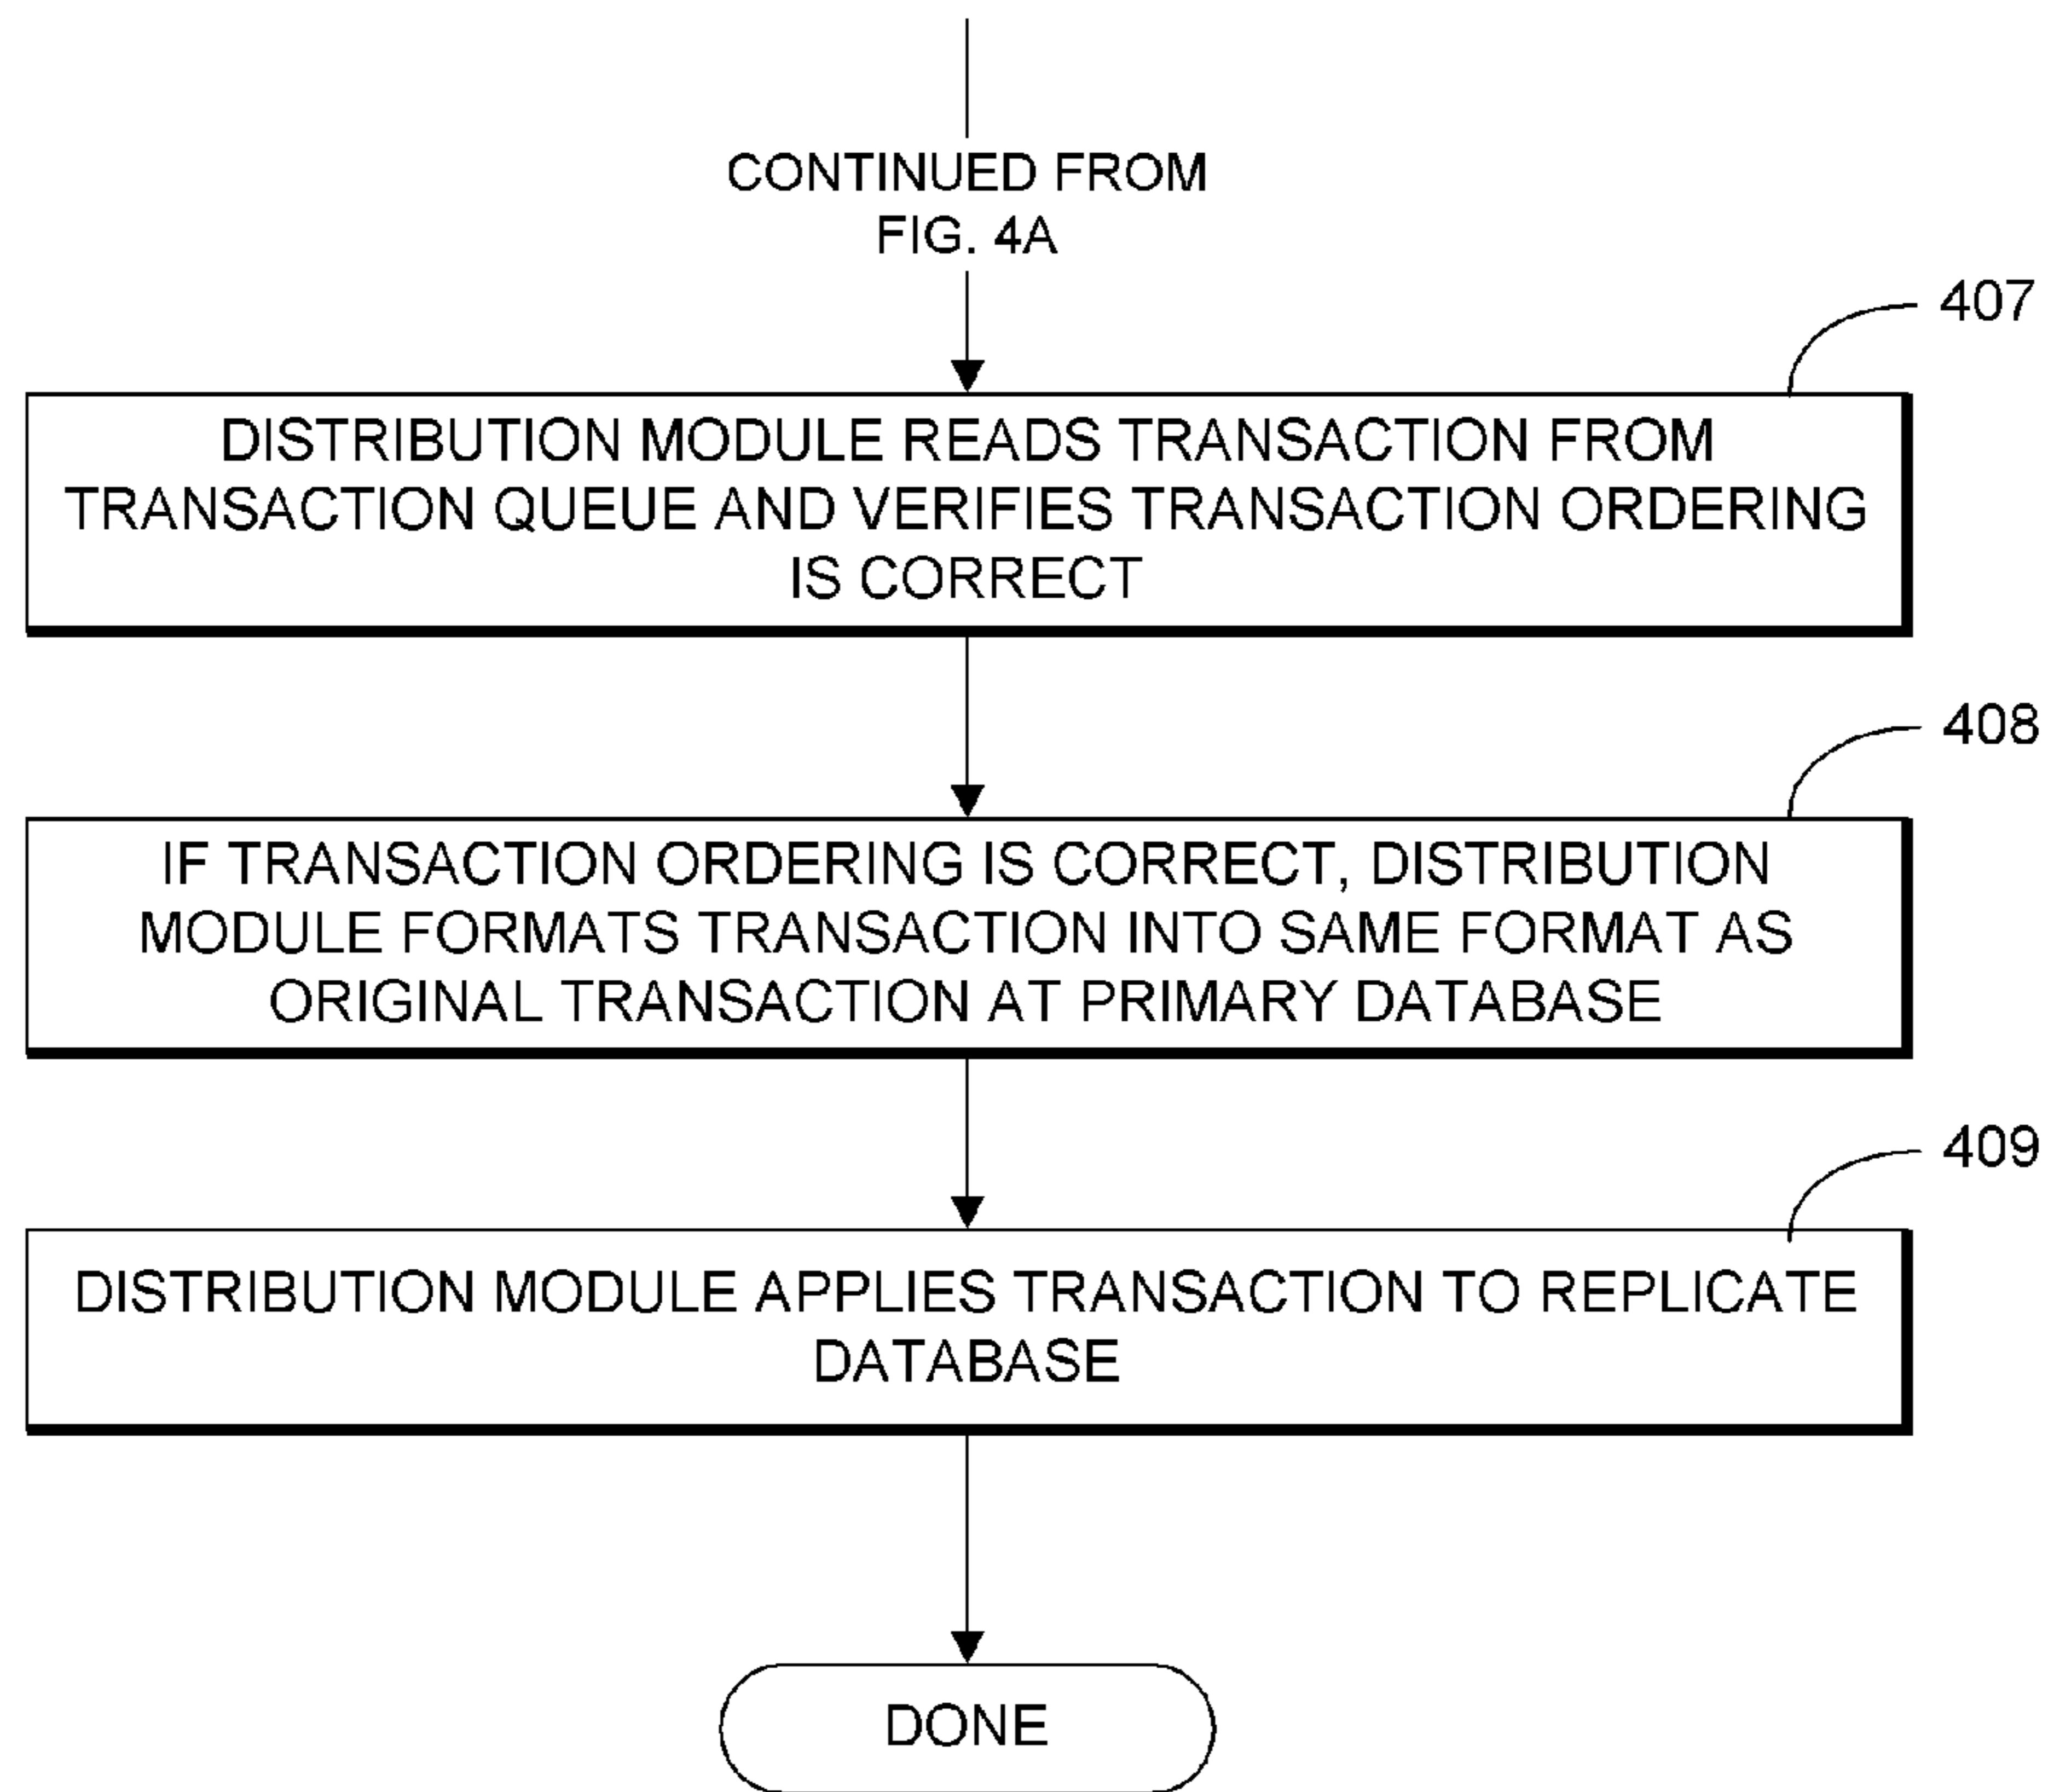 CONTINUED FROM
FIG. 4A
407
DISTRIBUTION MODULE READS TRANSACTION FROM
TRANSACTION QUEUE AND VERIFIES TRANSACTION ORDERING
IS CORRECT
408
IF TRANSACTION ORDERING IS CORRECT, DISTRIBUTION
MODULE FORMATS TRANSACTION INTO SAME FORMAT AS
ORIGINAL TRANSACTION AT PRIMARY DATABASE
409
DISTRIBUTION MODULE APPLIES TRANSACTION TO REPLICATE
DATABASE
DONE